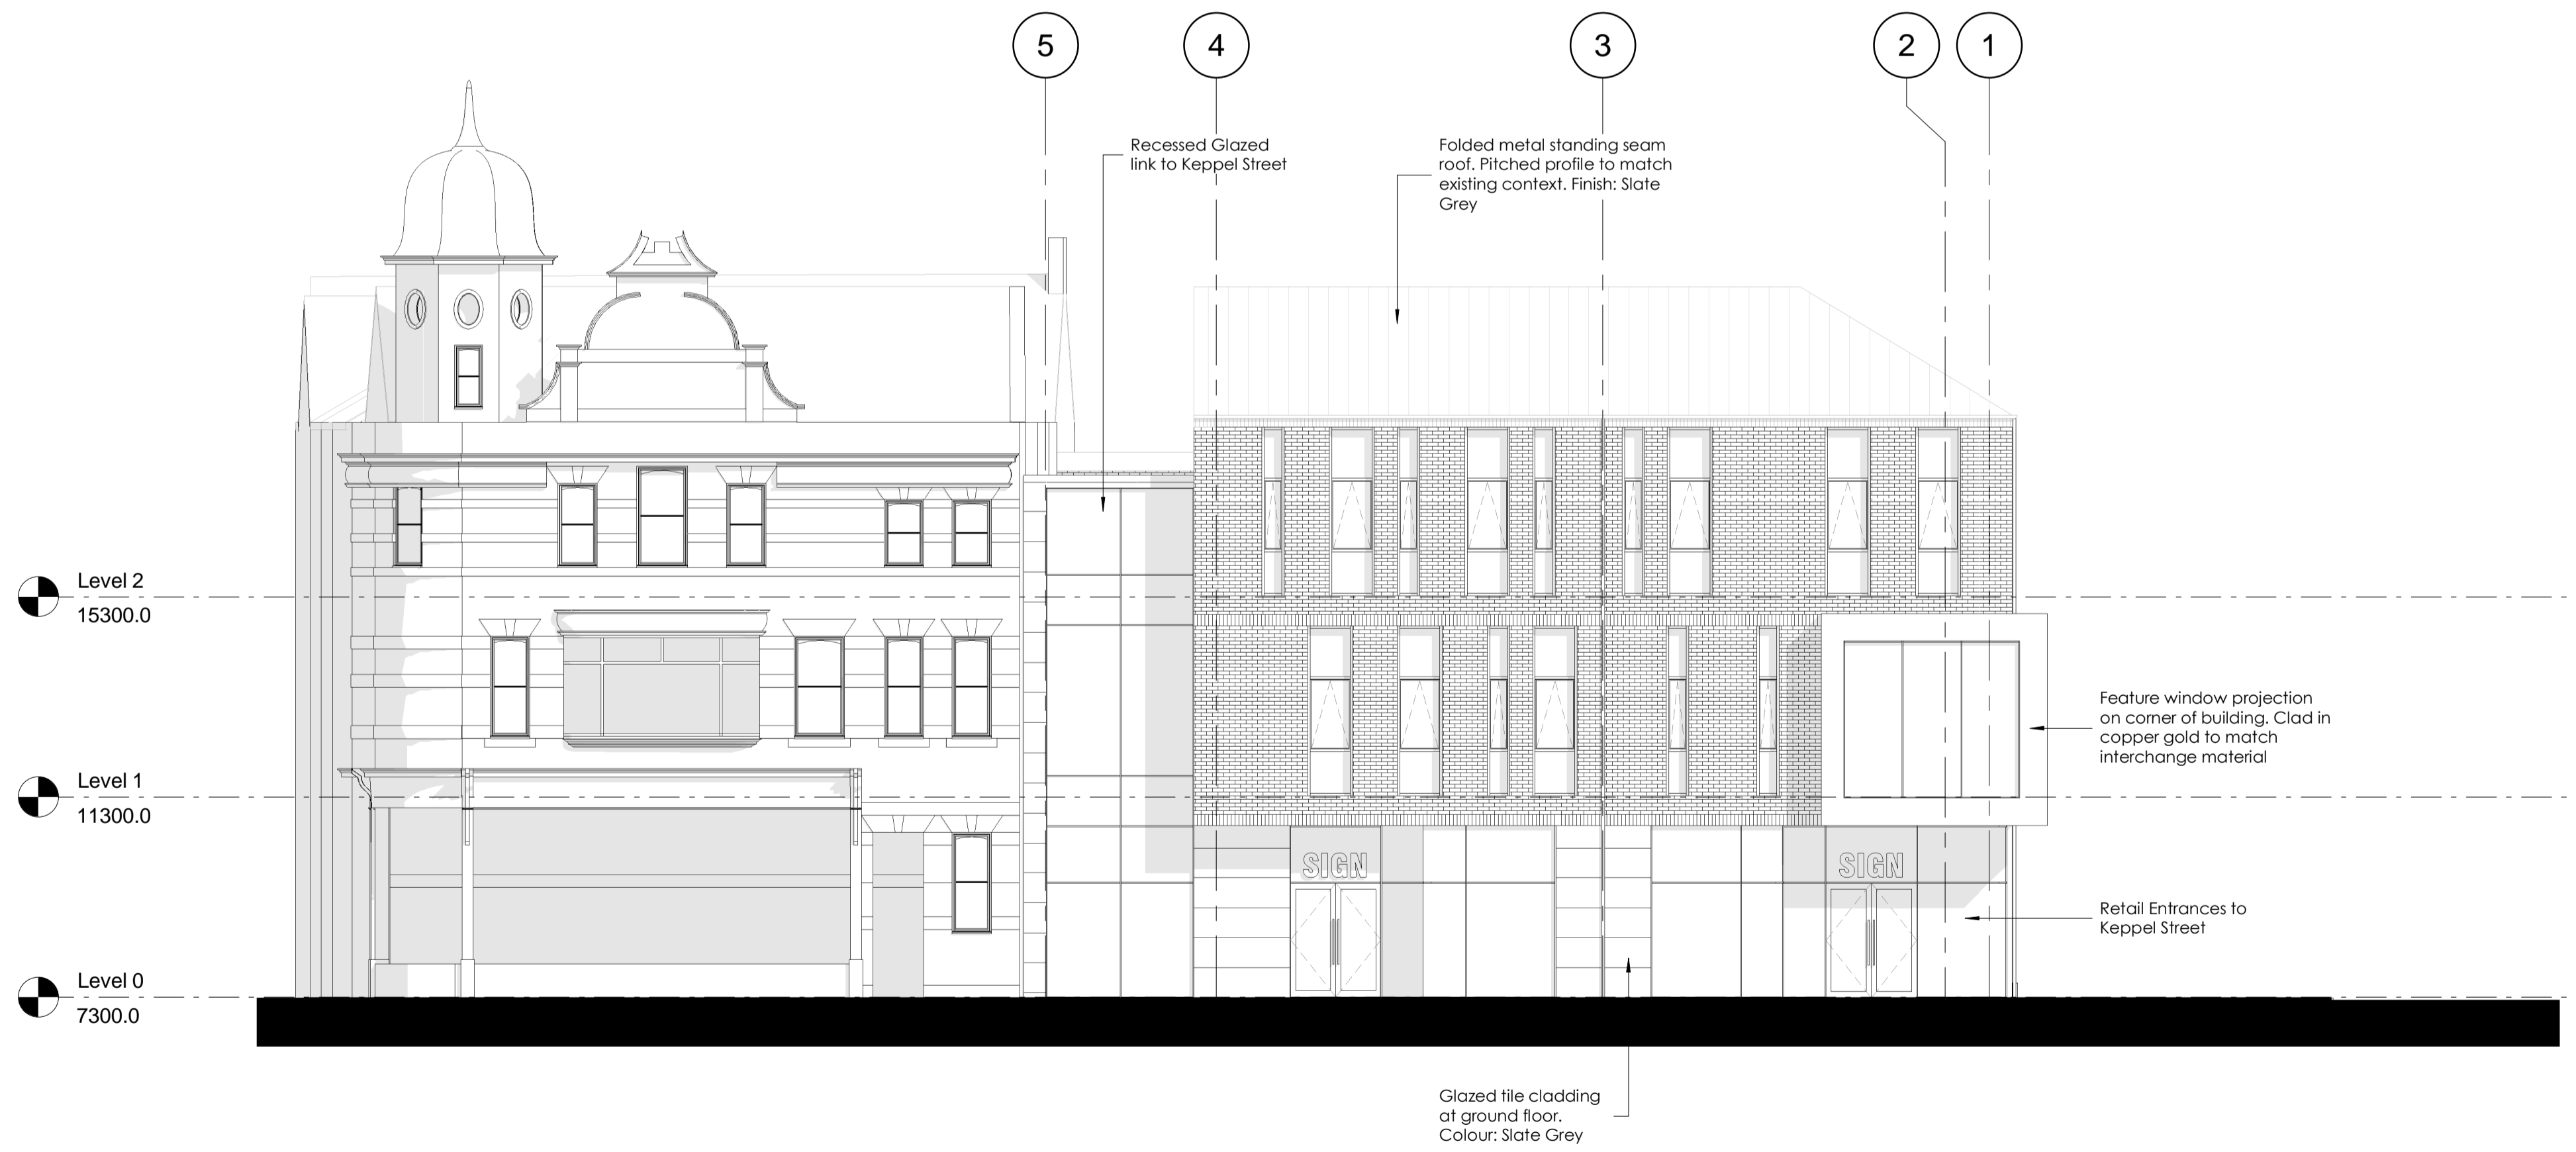 5
4
3
2
1
Recessed Glazed
link to Keppel Street
Folded metal standing seam
roof. Pitched profile to match
existing context. Finish: Slate
Grey
Level 2
15300.0
Feature window projection
on corner of building. Clad in
copper gold to match
interchange material
Level 1
11300.0
SIGN
SIGN
Retail Entrances to
Keppel Street
Level 0
7300.0
Glazed tile cladding
at ground floor.
Colour: Slate Grey